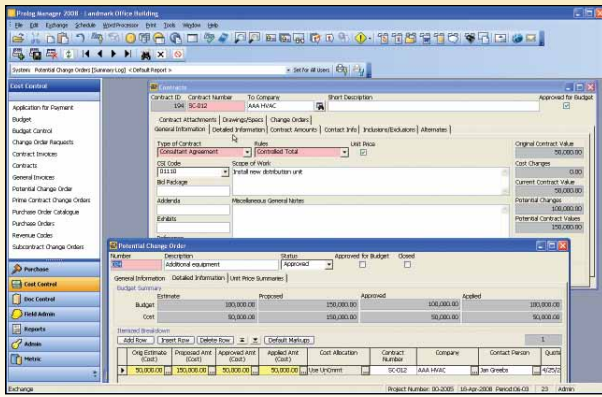 Prolog Manager 2008 - Landmark Office Building
File Edit Exchange Schedule WordProcessor Print Tools Window Help
System: Potential Change Orders [Summary Log] < Default Report >
Set for All Users
Cost Control
Application for Payment
Budget
Budget Control
Change Order Requests
Contract Invoices
Contracts
General Invoices
Potential Change Order
Prime Contract Change Orders
Purchase Order Catalogue
Purchase Orders
Revenue Codes
Subcontract Change Orders
Purchase
Cost Control
Doc Control
Field Admin
Reports
Admin
Metric
Contracts
Contract ID Contract Number To Company Short Description Approved for Budget
194 SC-012 AAA HVAC
Contract Attachments Drawings/Specs Change Orders
General Information Detailed Information Contract Amounts Contact Info Inclusions/Exclusions Alternates
Type of Contract Rules Unit Price Original Contract Value
Consultant Agreement Controlled Total 50,000.00
CSI Code Scope of Work Cost Changes
01110 Install new distribution unit 0.00
Bid Package Current Contract Value
50,000.00
Addenda Miscellaneous General Notes Potential Changes
100,000.00
Exhibits Potential Contract Values
150,000.00
Potential Change Order
Number Description Status Approved for Budget Closed
Additional equipment Approved
General Information Detailed Information Unit Price Summaries
Budget Summary
Estimate Proposed Approved Applied
Budget 100,000.00 150,000.00 100,000.00 100,000.00
Cost 50,000.00 150,000.00 50,000.00 50,000.00
Itemized Breakdown
Add Row Insert Row Delete Row Default Markups 1
Orig Estimate (Cost) Proposed Amt (Cost) Approved Amt (Cost) Applied Amt (Cost) Cost Allocation Contract Number Company Contact Person
50,000.00 150,000.00 50,000.00 50,000.00 Use UnCmmt SC-012 AAA HVAC Jan Greebs 4/25/2
Exchange Project Number: 00-2005 16-Apr-2008 Period:06-03 23 Admin